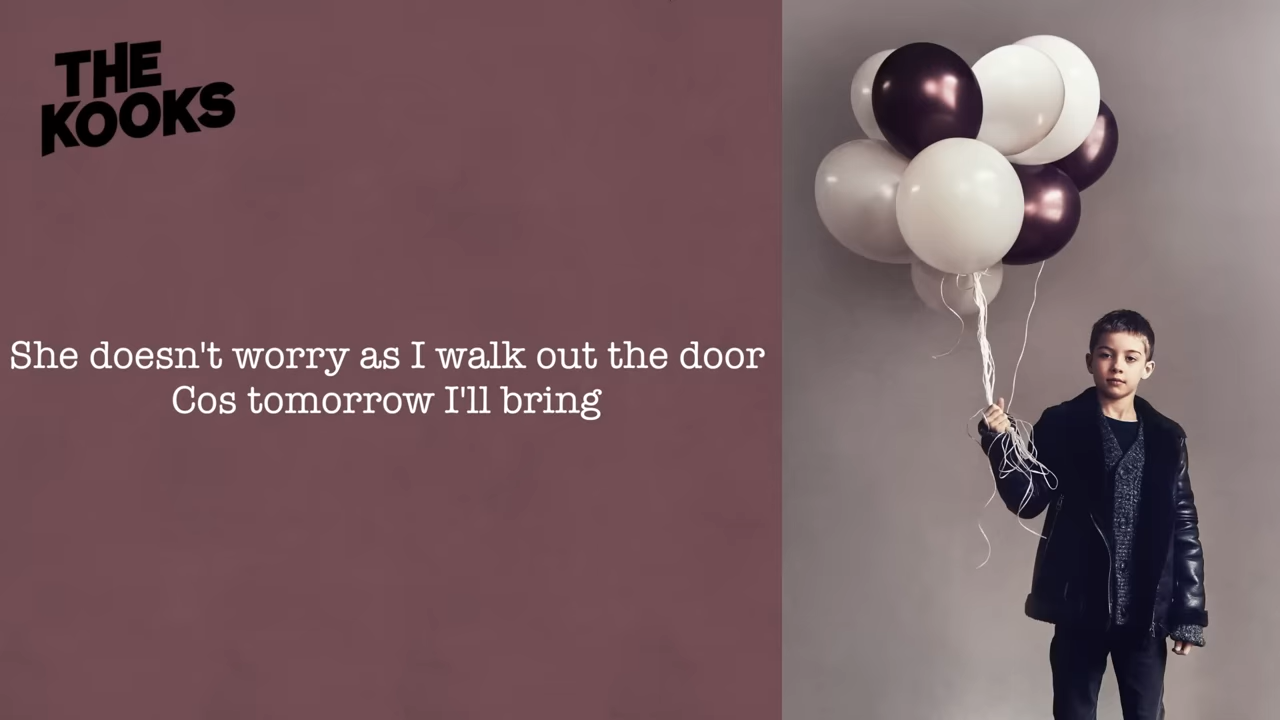 THE
KOOKS
She doesn't worry as I walk out the door
Cos tomorrow I'll bring